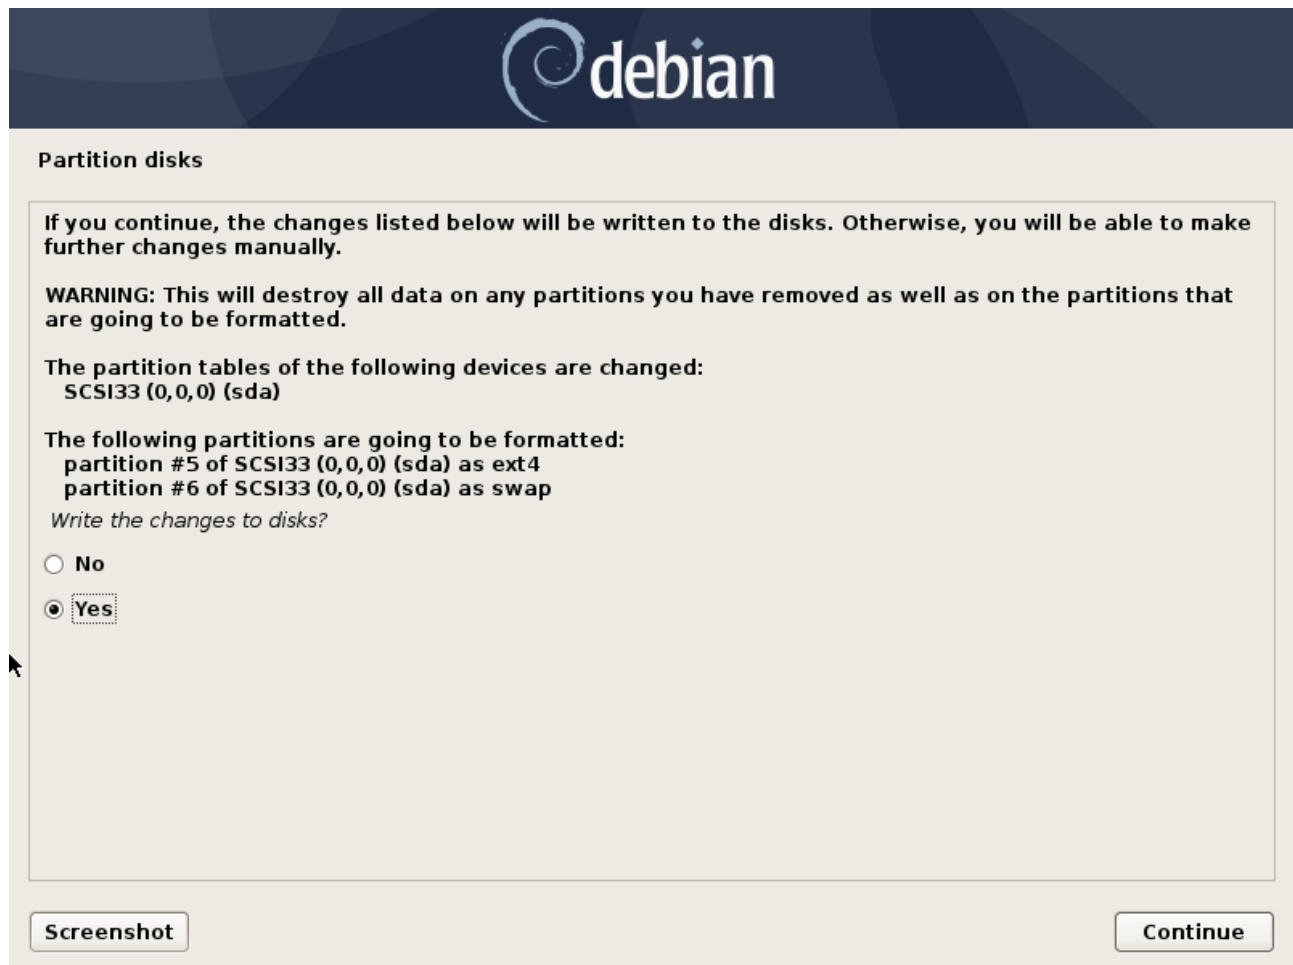 debian
Partition disks
If you continue, the changes listed below will be written to the disks. Otherwise, you will be able to make
further changes manually.
WARNING: This will destroy all data on any partitions you have removed as well as on the partitions that
are going to be formatted.
The partition tables of the following devices are changed:
SCSI33 (0,0,0) (sda)
The following partitions are going to be formatted:
partition #5 of SCSI33 (0,0,0) (sda) as ext4
partition #6 of SCSI33 (0,0,0) (sda) as swap
Write the changes to disks?
No
Yes
Screenshot
Continue